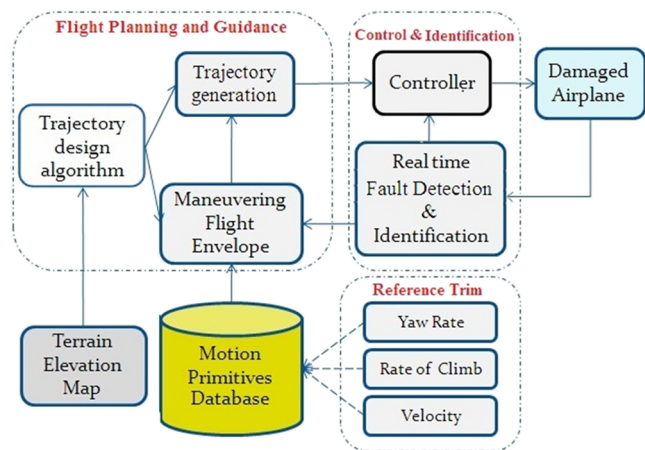 Flight Planning and Guidance
Control & Identification
Trajectory
generation
Controller
Damaged
Airplane
Trajectory
design
algorithm
Real time
Fault Detection
&
Identification
Maneuvering
Flight
Envelope
Reference Trim
Yaw Rate
Rate of Climb
Velocity
Terrain
Elevation
Map
Motion
Primitives
Database